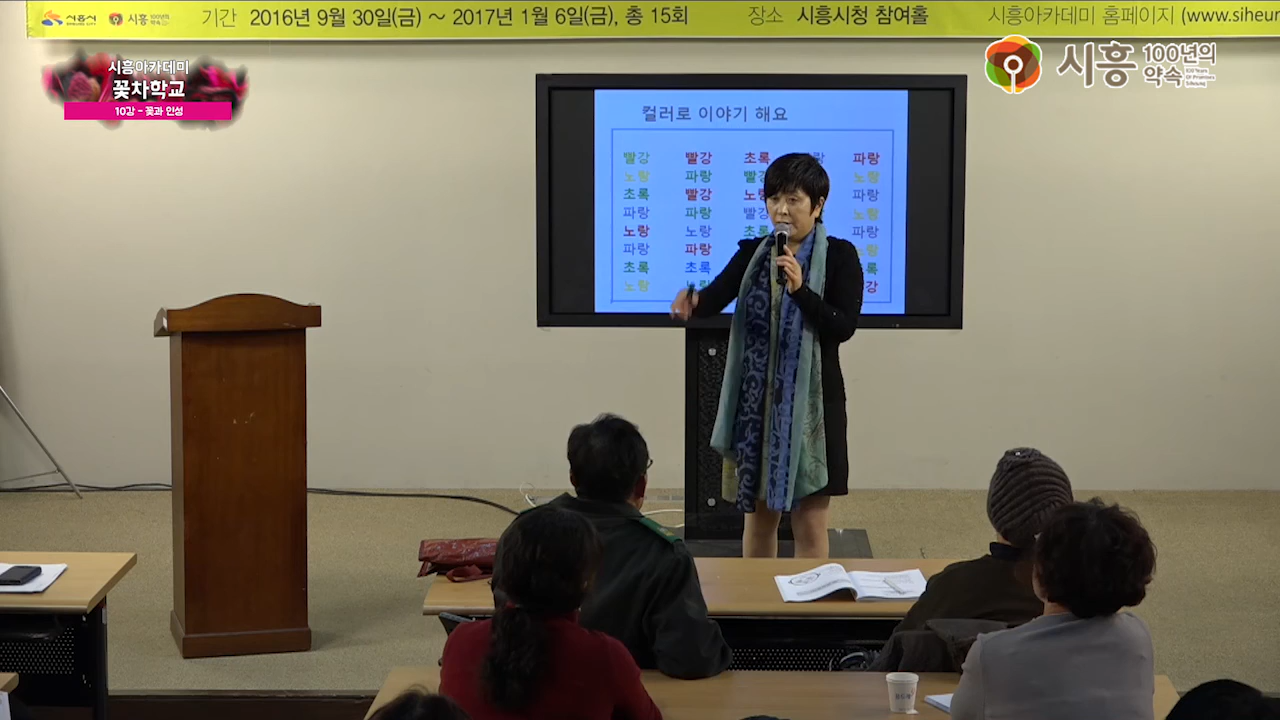 시흥시 시흥 100년의 약속 기간 2016년 9월 30일(금) ~ 2017년 1월 6일(금), 총 15회 장소 시흥시청 참여홀 시흥아카데미 홈페이지 (www.siheun
시흥아카데미
꽃차학교
10강 - 꽃과 인성
시흥 100년의 약속
컬러로 이야기 해요
빨강 빨강 초록 파랑
노랑 파랑 노랑
초록 빨강 파랑
파랑 파랑 빨강 노랑
노랑 노랑 초록 파랑
파랑 파랑
초록 초록
노랑